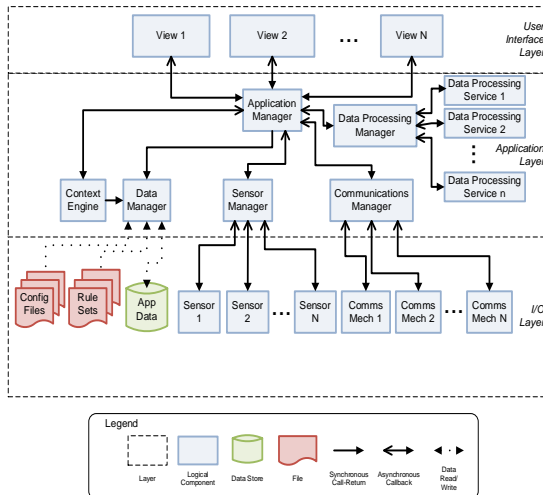 View 1
View 2
...
View N
User
Interface
Layer
Application
Manager
Data Processing
Manager
Data Processing
Service 1
Data Processing
Service 2
Data Processing
Service n
Application
Layer
Context
Engine
Data
Manager
Sensor
Manager
Communications
Manager
Config
Files
Rule
Sets
App
Data
Sensor
1
Sensor
2
...
Sensor
N
Comms
Mech 1
Comms
Mech 2
...
Comms
Mech N
I/O
Layer
Legend
Layer
Logical
Component
Data Store
File
Synchronous
Call-Return
Asynchronous
Callback
Data
Read/
Write